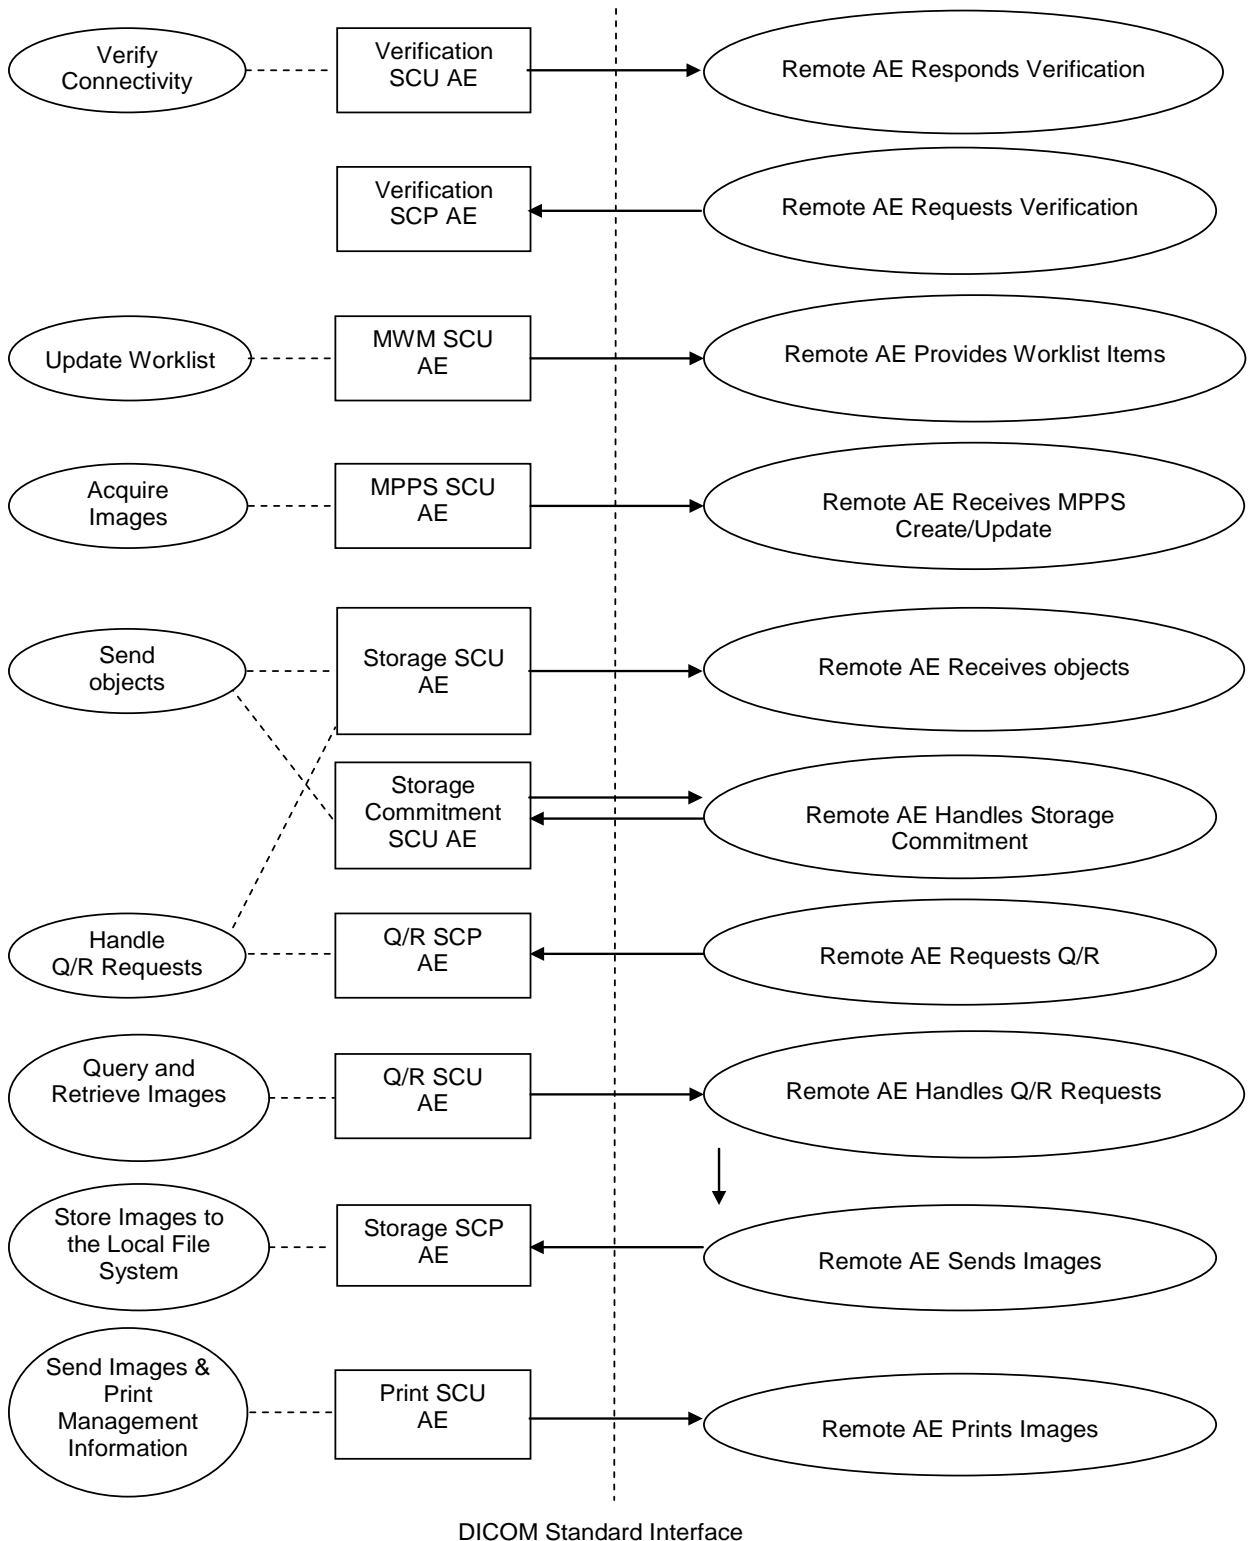 Verify
Connectivity
Verification
SCU AE
Remote AE Responds Verification
Verification
SCP AE
Remote AE Requests Verification
Update Worklist
MWM SCU
AE
Remote AE Provides Worklist Items
Acquire
Images
MPPS SCU
AE
Remote AE Receives MPPS
Create/Update
Send
objects
Storage SCU
AE
Remote AE Receives objects
Storage
Commitment
SCU AE
Remote AE Handles Storage
Commitment
Handle
Q/R Requests
Q/R SCP
AE
Remote AE Requests Q/R
Query and
Retrieve Images
Q/R SCU
AE
Remote AE Handles Q/R Requests
Store Images to
the Local File
System
Storage SCP
AE
Remote AE Sends Images
Send Images &
Print
Management
Information
Print SCU
AE
Remote AE Prints Images
DICOM Standard Interface